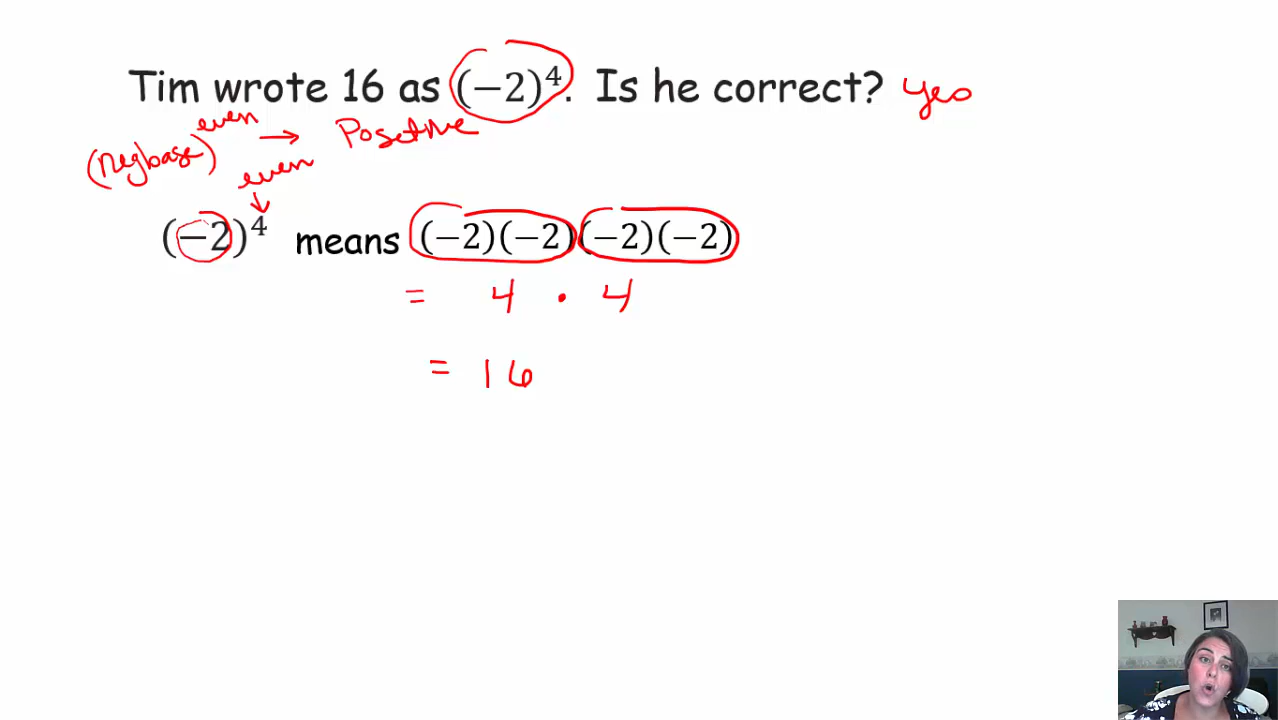 Tim wrote 16 as (−2)⁴. Is he correct? yes
(neg base)ᵉᵛᵉⁿ → Posetive
even
↓
(−2)⁴ means (−2)(−2)(−2)(−2)
= 4 · 4
= 16